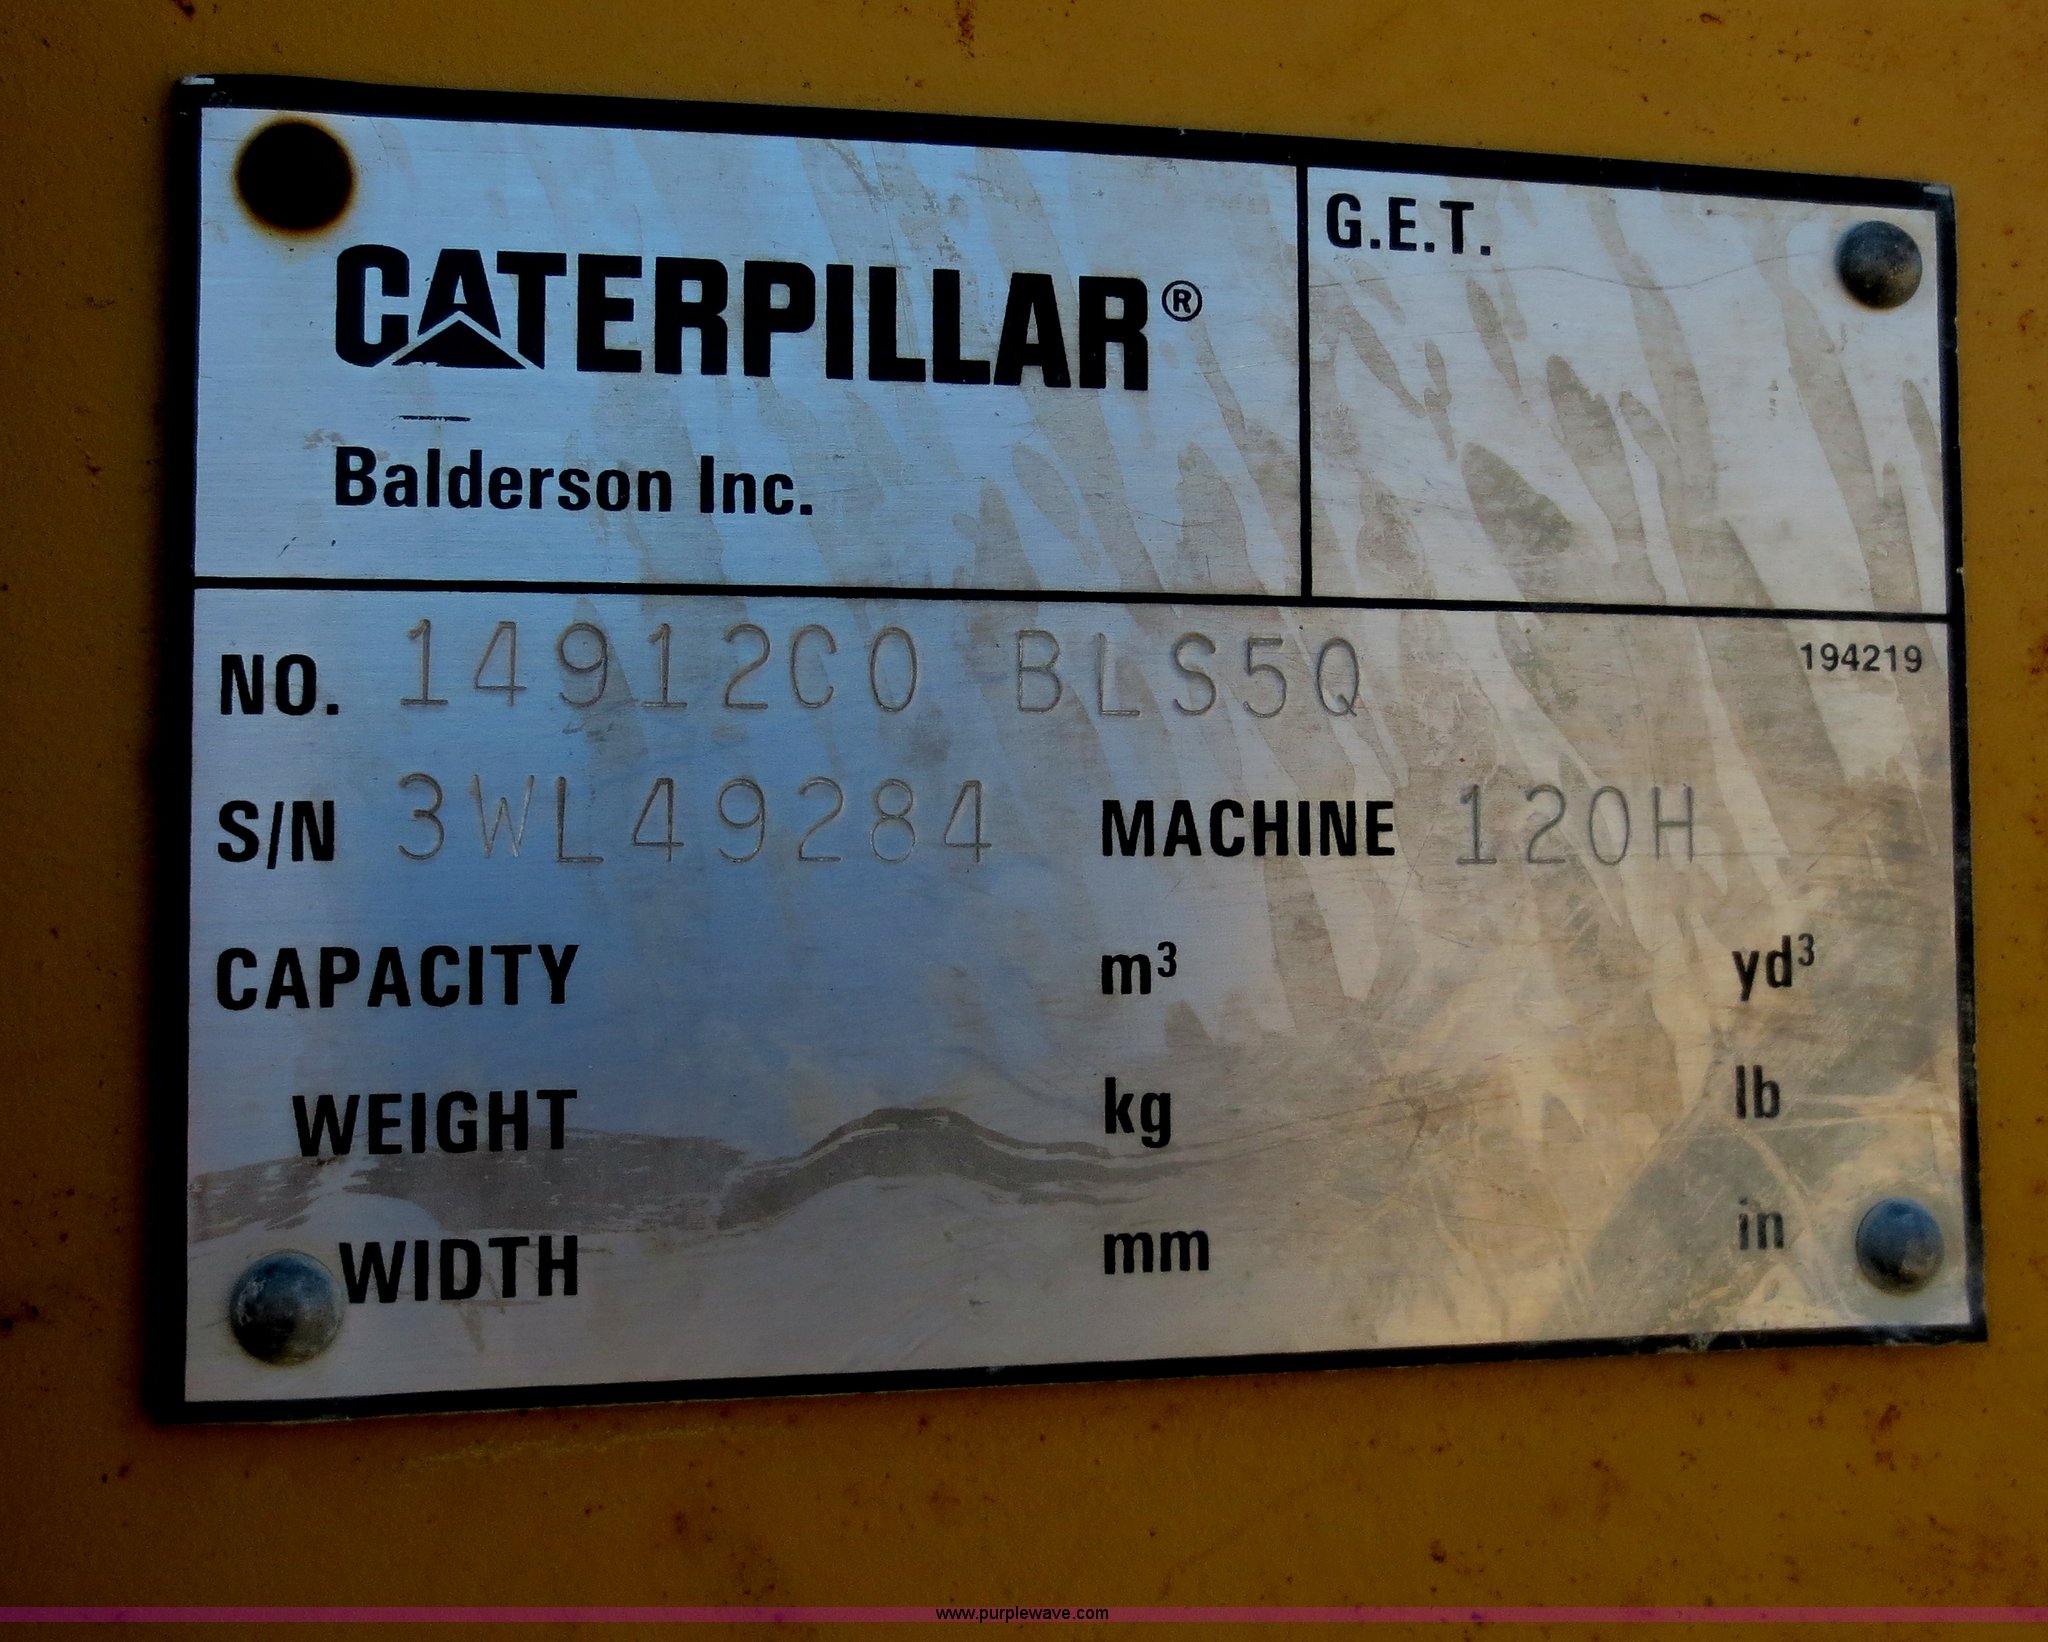 CATERPILLAR®
Balderson Inc.
G.E.T.
NO. 14912C0 BLS5Q
194219
S/N 3WL49284 MACHINE 120H
CAPACITY m³ yd³
WEIGHT kg lb
WIDTH mm in
www.purplewave.com